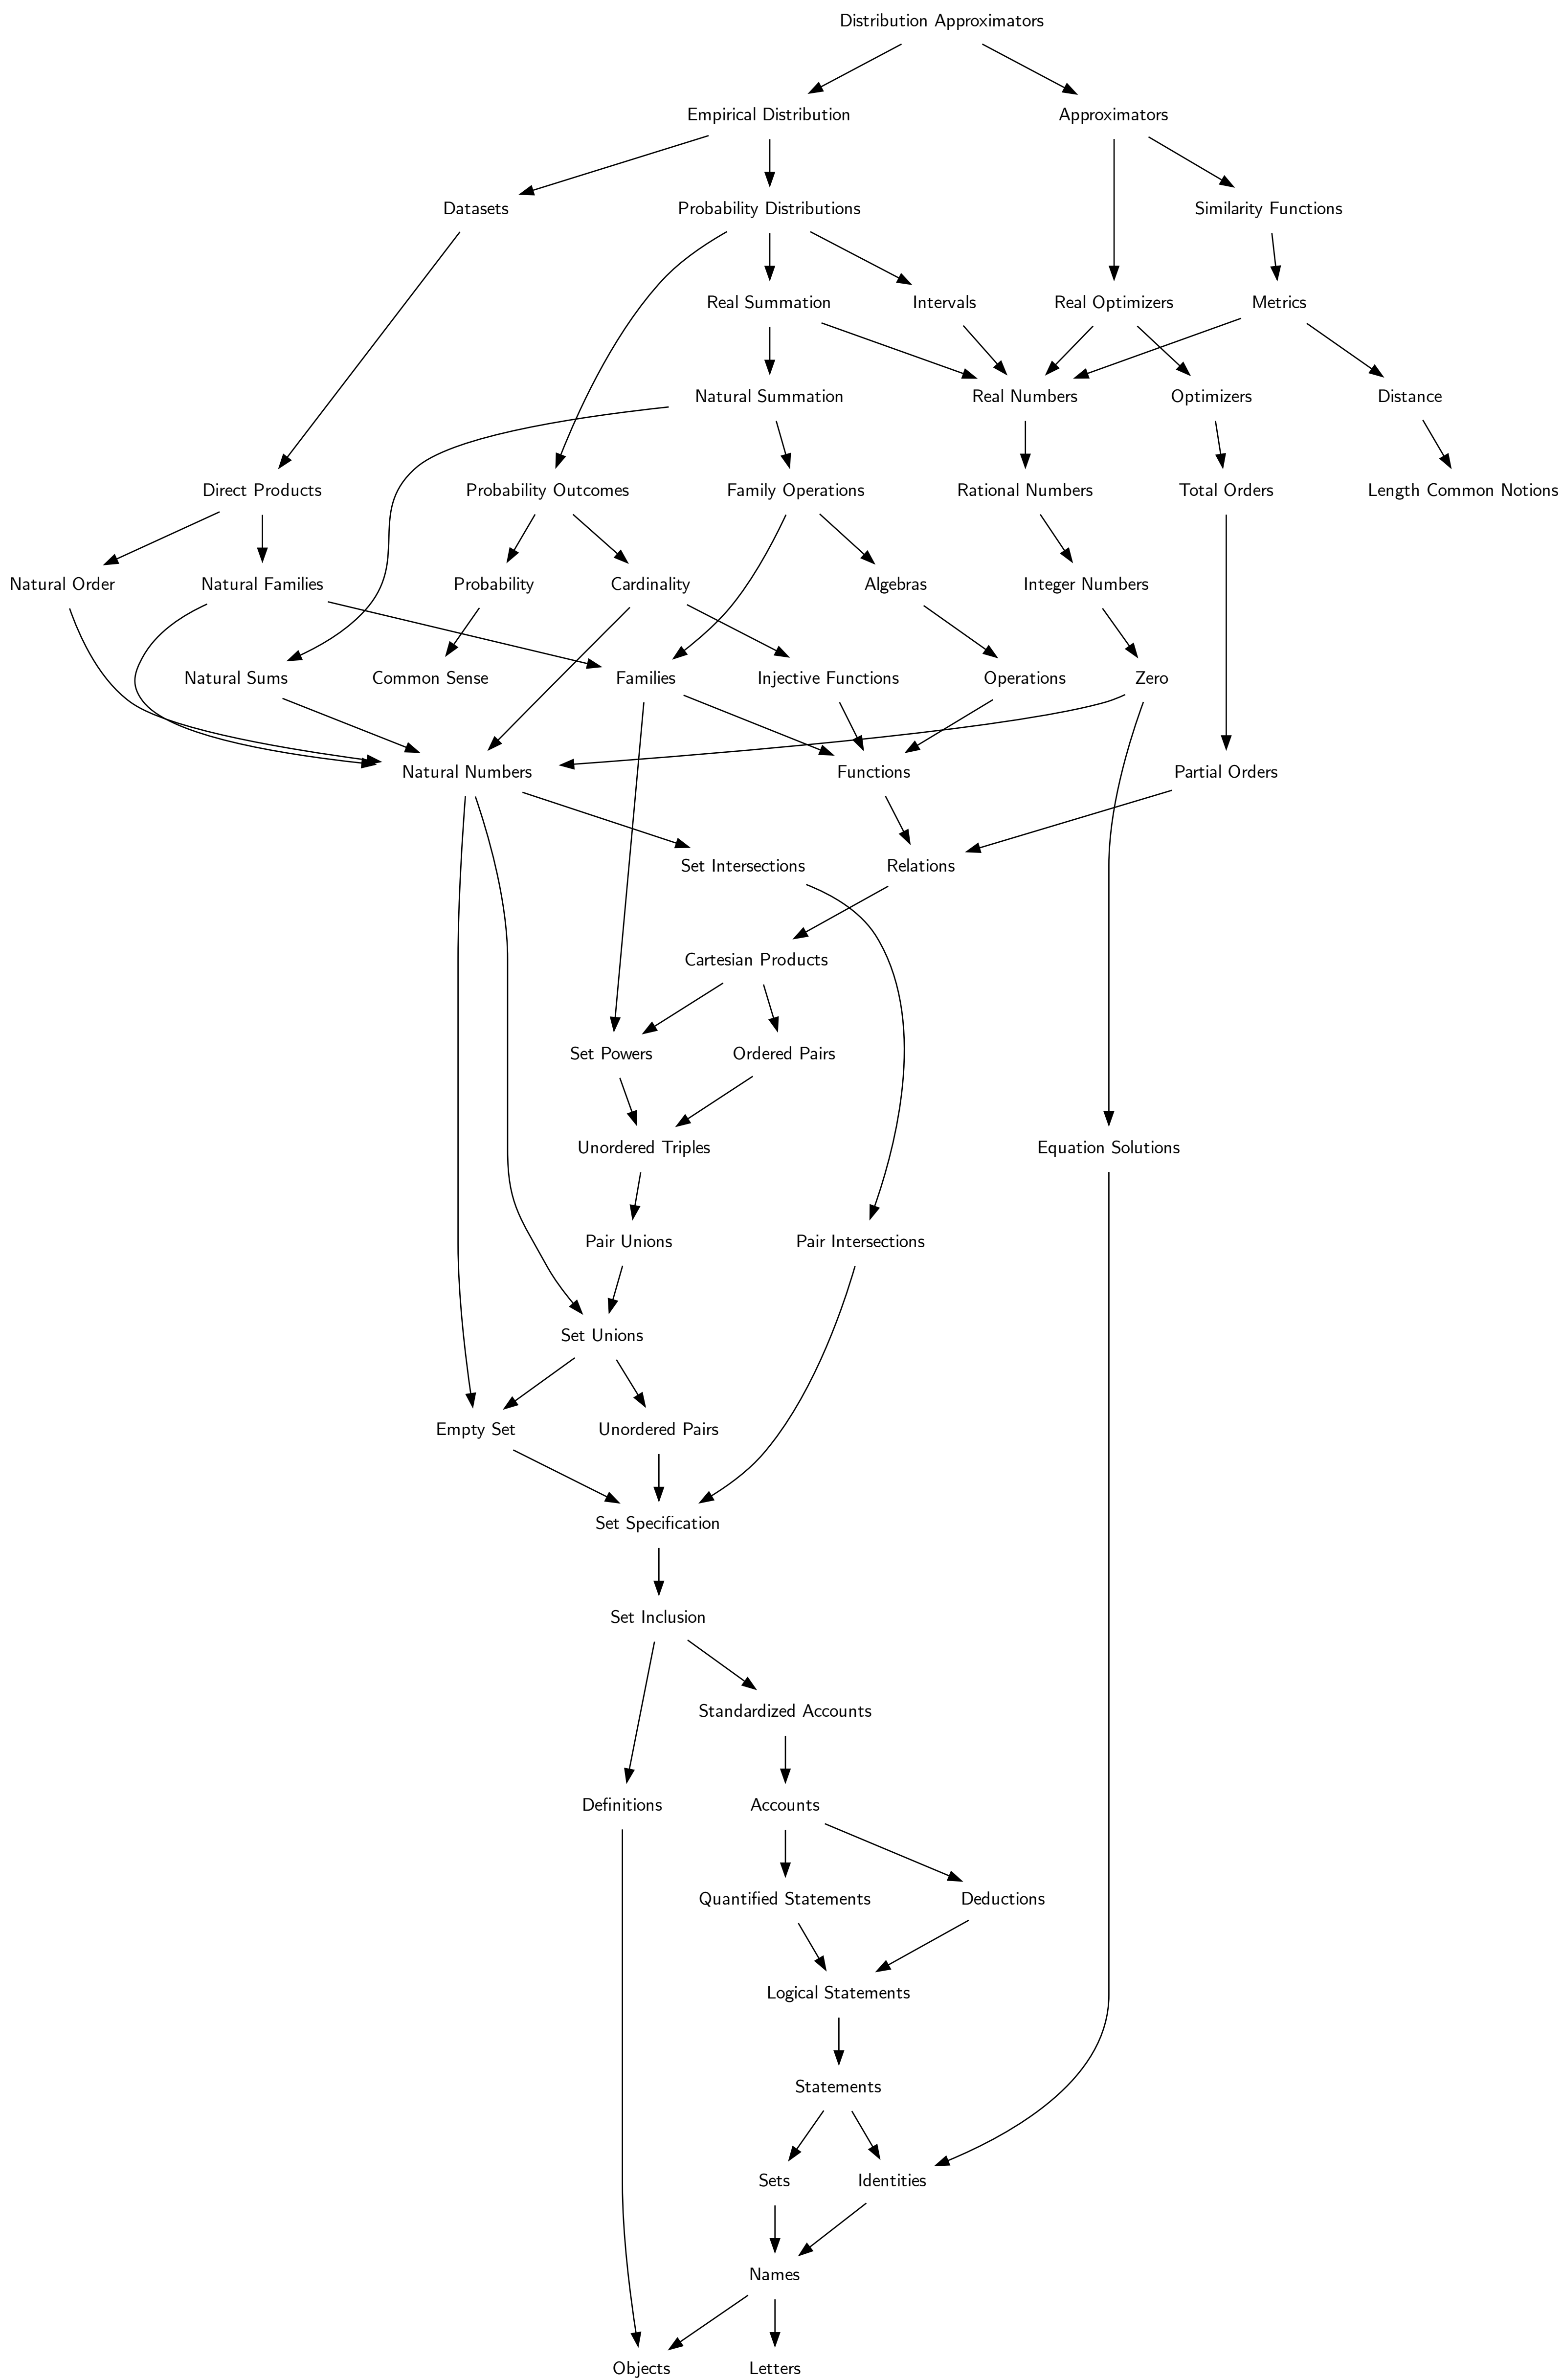 Distribution Approximators
Empirical Distribution
Approximators
Datasets
Probability Distributions
Similarity Functions
Real Summation
Intervals
Real Optimizers
Metrics
Natural Summation
Real Numbers
Optimizers
Distance
Direct Products
Probability Outcomes
Family Operations
Rational Numbers
Total Orders
Length Common Notions
Natural Order
Natural Families
Probability
Cardinality
Algebras
Integer Numbers
Natural Sums
Common Sense
Families
Injective Functions
Operations
Zero
Natural Numbers
Functions
Partial Orders
Set Intersections
Relations
Cartesian Products
Set Powers
Ordered Pairs
Unordered Triples
Equation Solutions
Pair Unions
Pair Intersections
Set Unions
Empty Set
Unordered Pairs
Set Specification
Set Inclusion
Standardized Accounts
Definitions
Accounts
Quantified Statements
Deductions
Logical Statements
Statements
Sets
Identities
Names
Objects
Letters